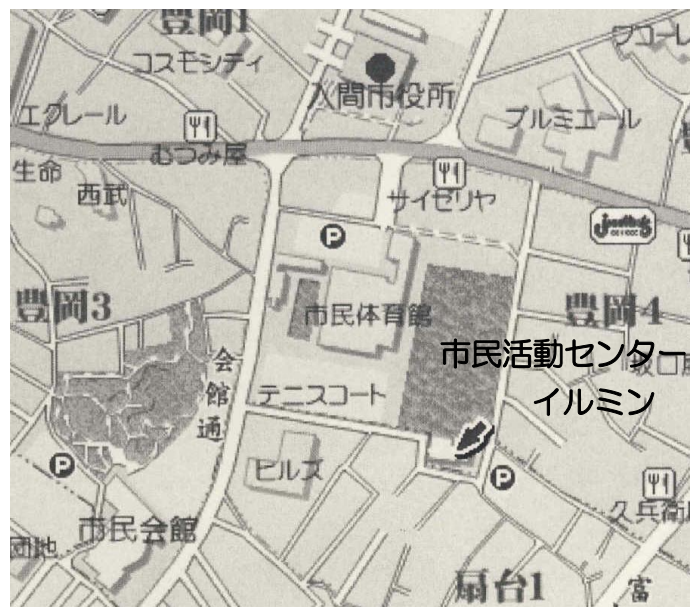 豊岡1
コスモシティ
入間市役所
エクレール
プルミエール
むつみ屋
生命
西武
サイゼリヤ
P
豊岡3
市民体育館
豊岡4
市民活動センター
イルミン
会館通
テニスコート
ヒルズ
P
P
市民会館
団地
久兵衛
扇台1
富